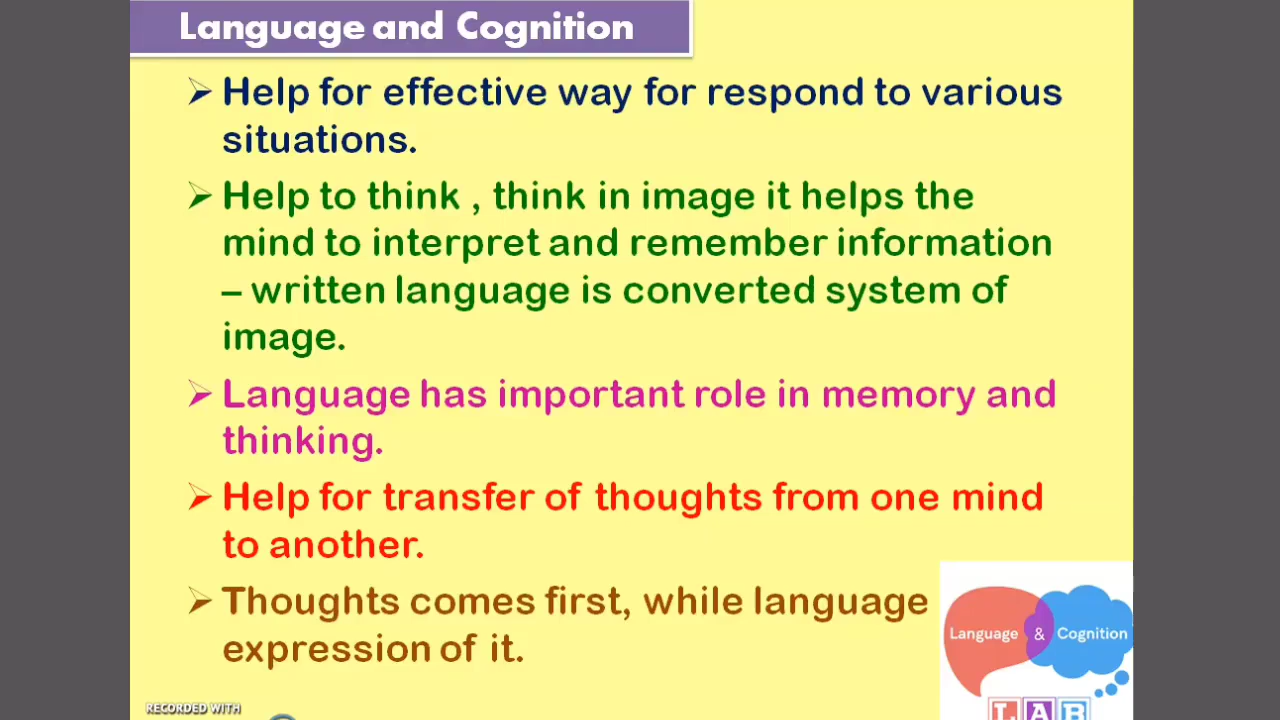 Language and Cognition
Help for effective way for respond to various
situations.
Help to think , think in image it helps the
mind to interpret and remember information
– written language is converted system of
image.
Language has important role in memory and
thinking.
Help for transfer of thoughts from one mind
to another.
Thoughts comes first, while language
expression of it.
Language & Cognition
LAB
RECORDED WITH